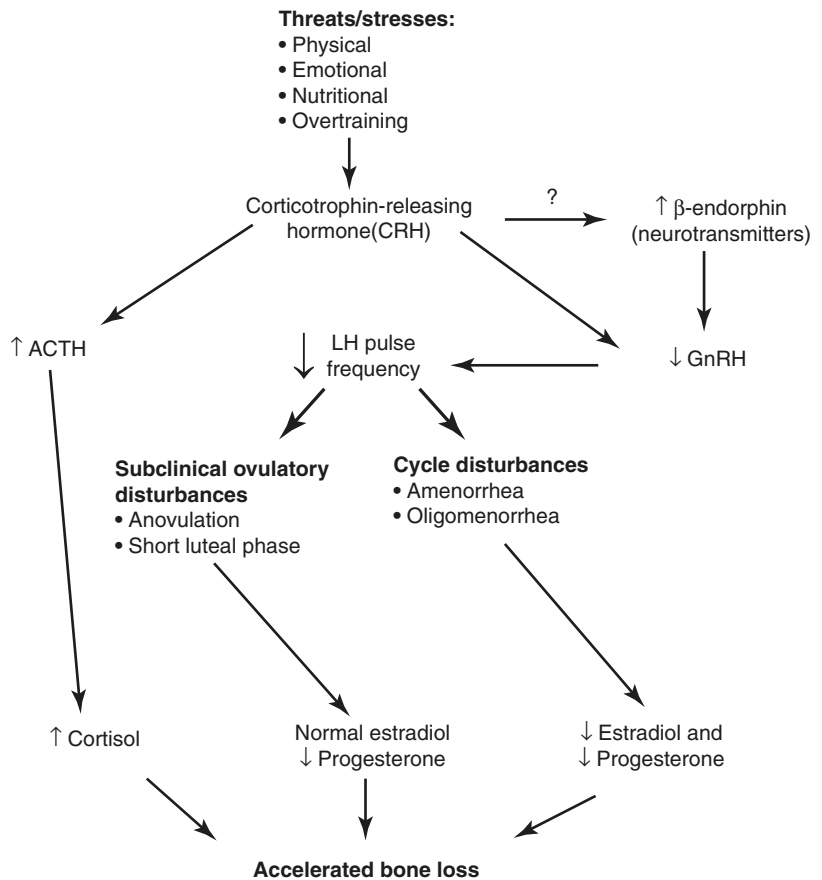 Threats/stresses:
• Physical
• Emotional
• Nutritional
• Overtraining
Corticotrophin-releasing
hormone(CRH)
?
↑ β-endorphin
(neurotransmitters)
↑ ACTH
↓ LH pulse
frequency
↓ GnRH
Subclinical ovulatory
disturbances
• Anovulation
• Short luteal phase
Cycle disturbances
• Amenorrhea
• Oligomenorrhea
↑ Cortisol
Normal estradiol
↓ Progesterone
↓ Estradiol and
↓ Progesterone
Accelerated bone loss